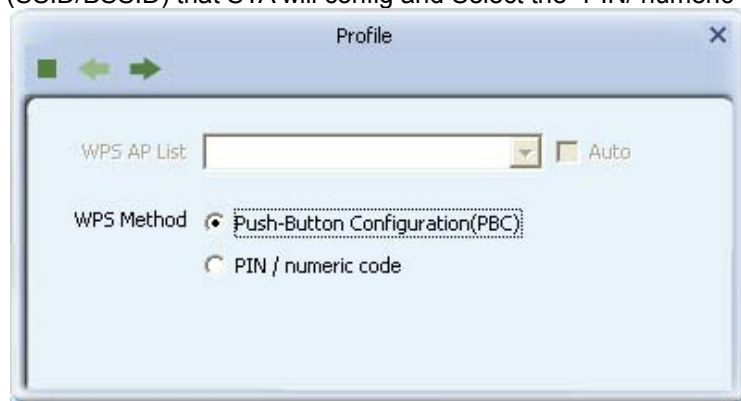 (SSID/BSSID) that STA will config and Select the "PIN/ numeric
Profile
WPS AP List Auto
WPS Method Push-Button Configuration(PBC)
PIN / numeric code